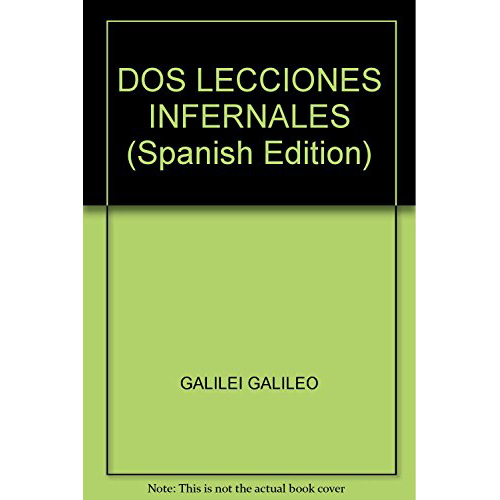 DOS LECCIONES
INFERNALES
(Spanish Edition)
GALILEI GALILEO
Note: This is not the actual book cover